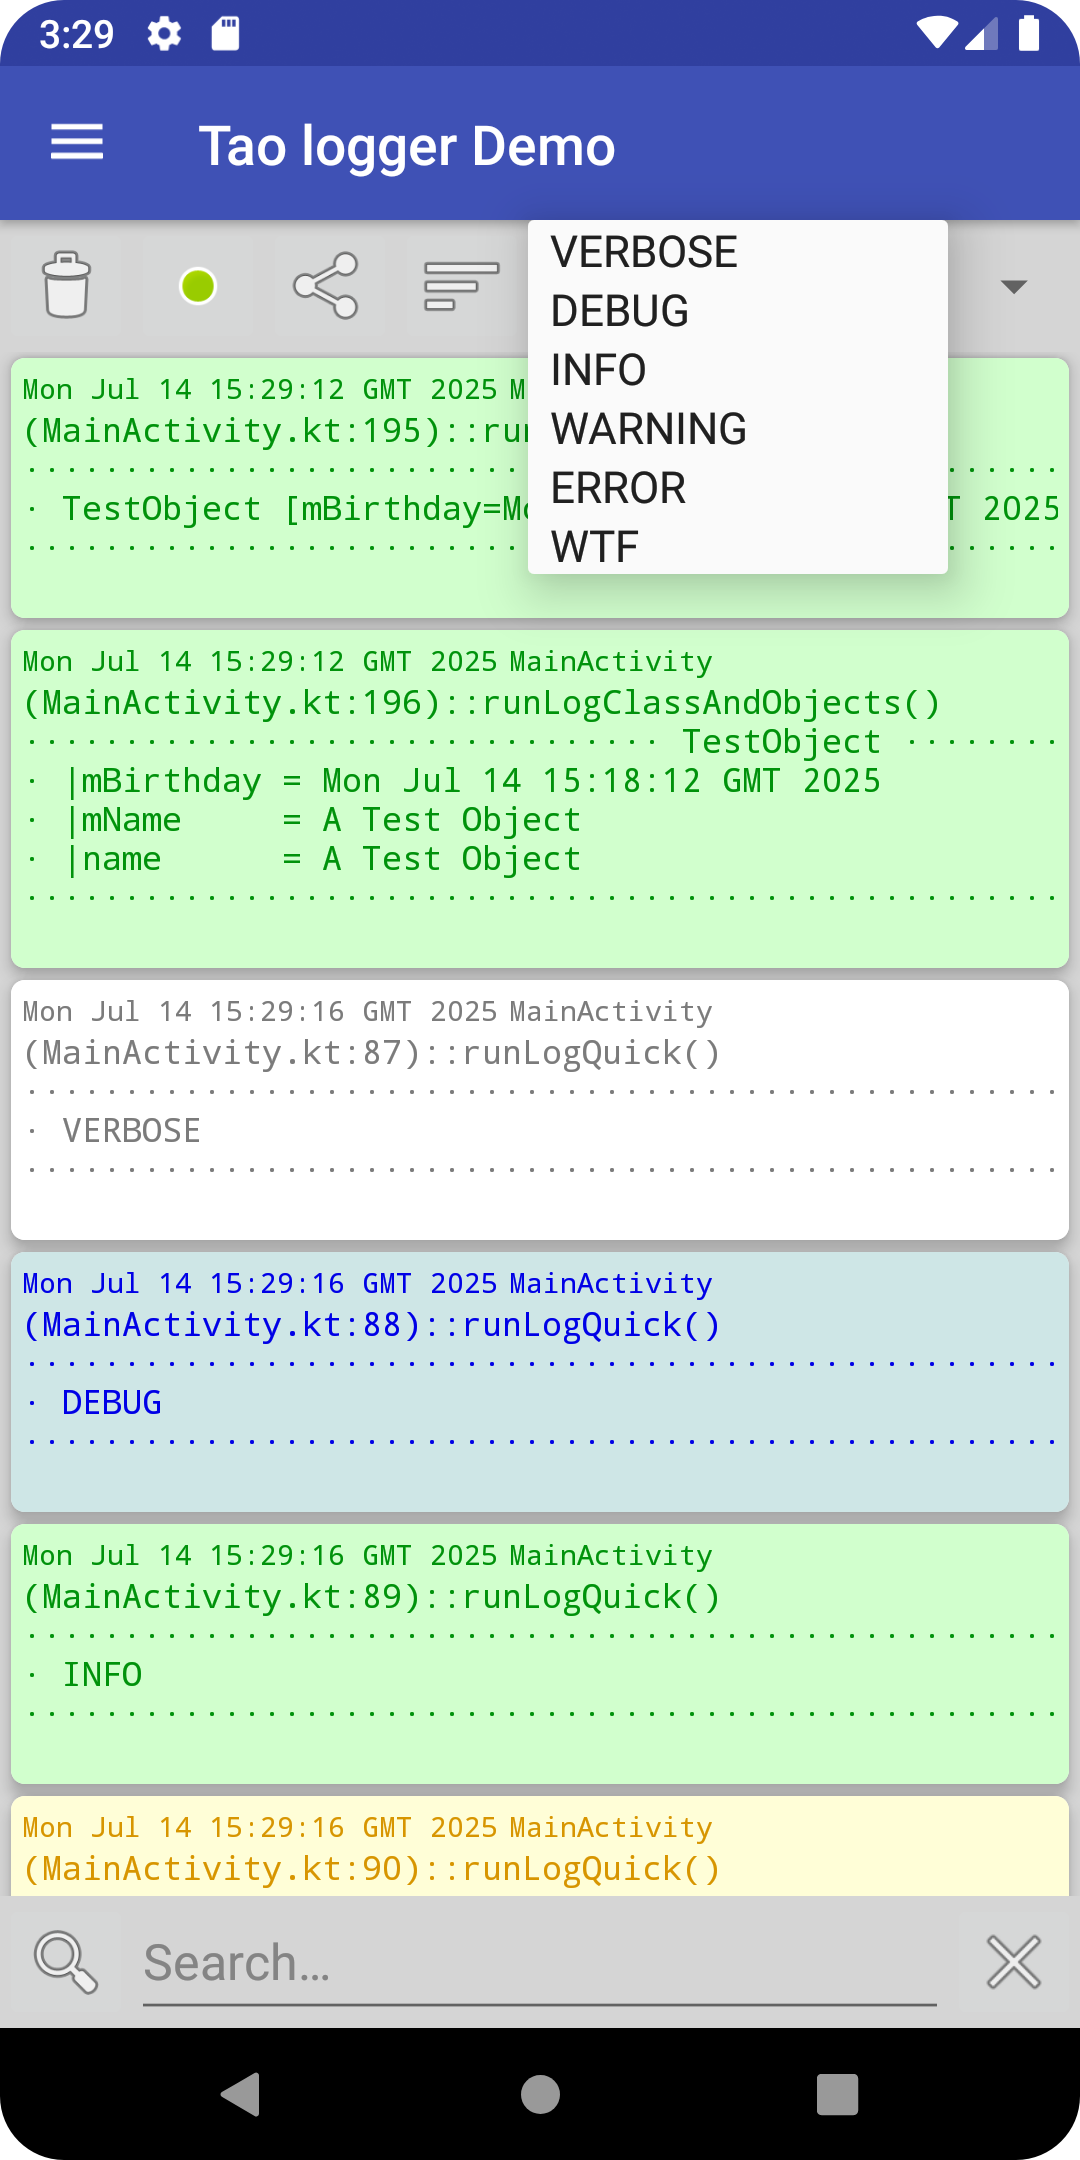 3:29
Tao logger Demo
VERBOSE
DEBUG
INFO
WARNING
ERROR
WTF
Mon Jul 14 15:29:12 GMT 2025 M
(MainActivity.kt:195)::ru
· TestObject [mBirthday=M
T 2025
Mon Jul 14 15:29:12 GMT 2025 MainActivity
(MainActivity.kt:196)::runLogClassAndObjects()
TestObject
· |mBirthday = Mon Jul 14 15:18:12 GMT 2025
· |mName = A Test Object
· |name = A Test Object
Mon Jul 14 15:29:16 GMT 2025 MainActivity
(MainActivity.kt:87)::runLogQuick()
· VERBOSE
Mon Jul 14 15:29:16 GMT 2025 MainActivity
(MainActivity.kt:88)::runLogQuick()
· DEBUG
Mon Jul 14 15:29:16 GMT 2025 MainActivity
(MainActivity.kt:89)::runLogQuick()
· INFO
Mon Jul 14 15:29:16 GMT 2025 MainActivity
(MainActivity.kt:90)::runLogQuick()
Search...